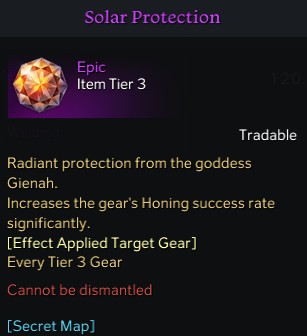 Solar Protection
Epic
Item Tier 3
Tradable
Radiant protection from the goddess
Gienah.
Increases the gear's Honing success rate
significantly.
[Effect Applied Target Gear]
Every Tier 3 Gear
Cannot be dismantled
[Secret Map]